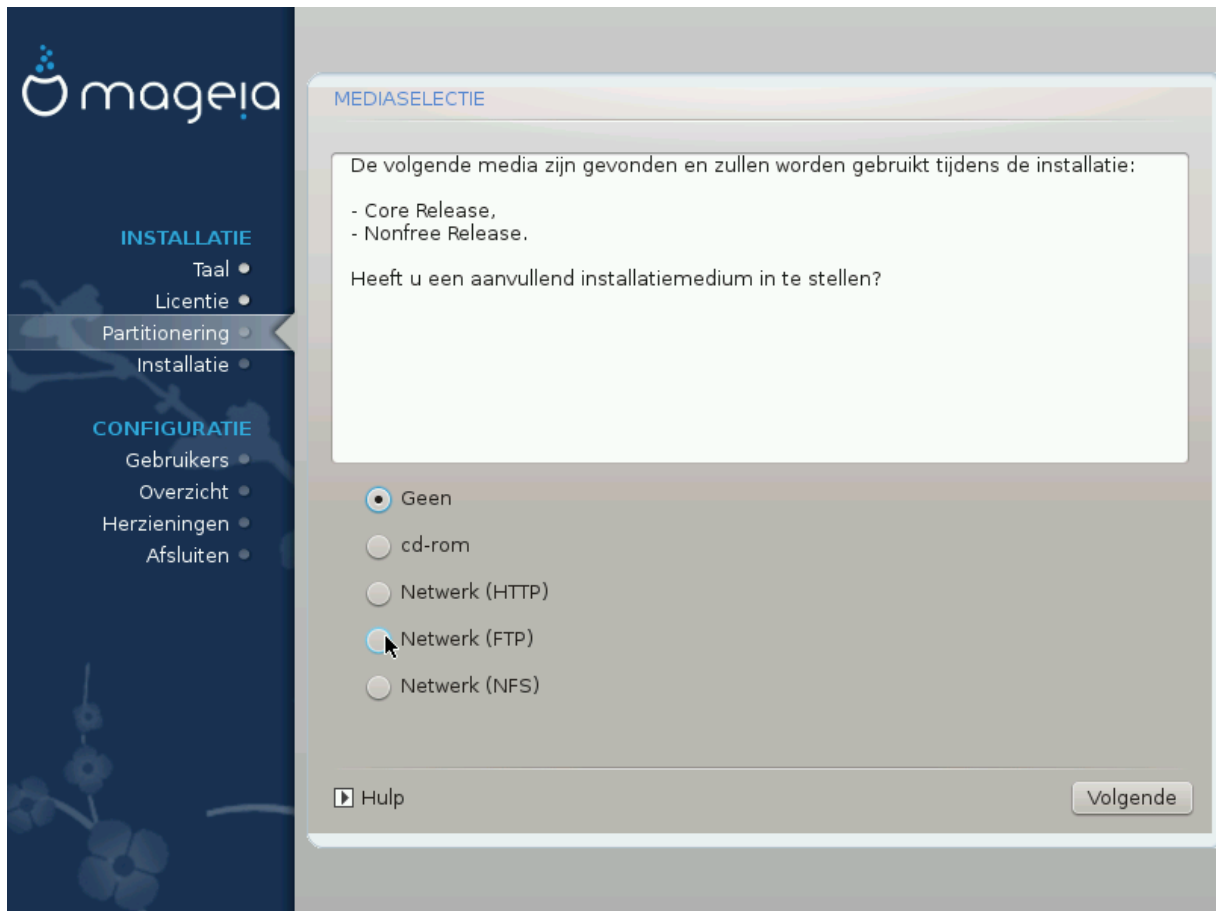 mageia
INSTALLATIE
Taal
Licentie
Partitionering
Installatie
CONFIGURATIE
Gebruikers
Overzicht
Herzieningen
Afsluiten
MEDIASELECTIE
De volgende media zijn gevonden en zullen worden gebruikt tijdens de installatie:
- Core Release,
- Nonfree Release.
Heeft u een aanvullend installatiemedium in te stellen?
Geen
cd-rom
Netwerk (HTTP)
Netwerk (FTP)
Netwerk (NFS)
Hulp
Volgende